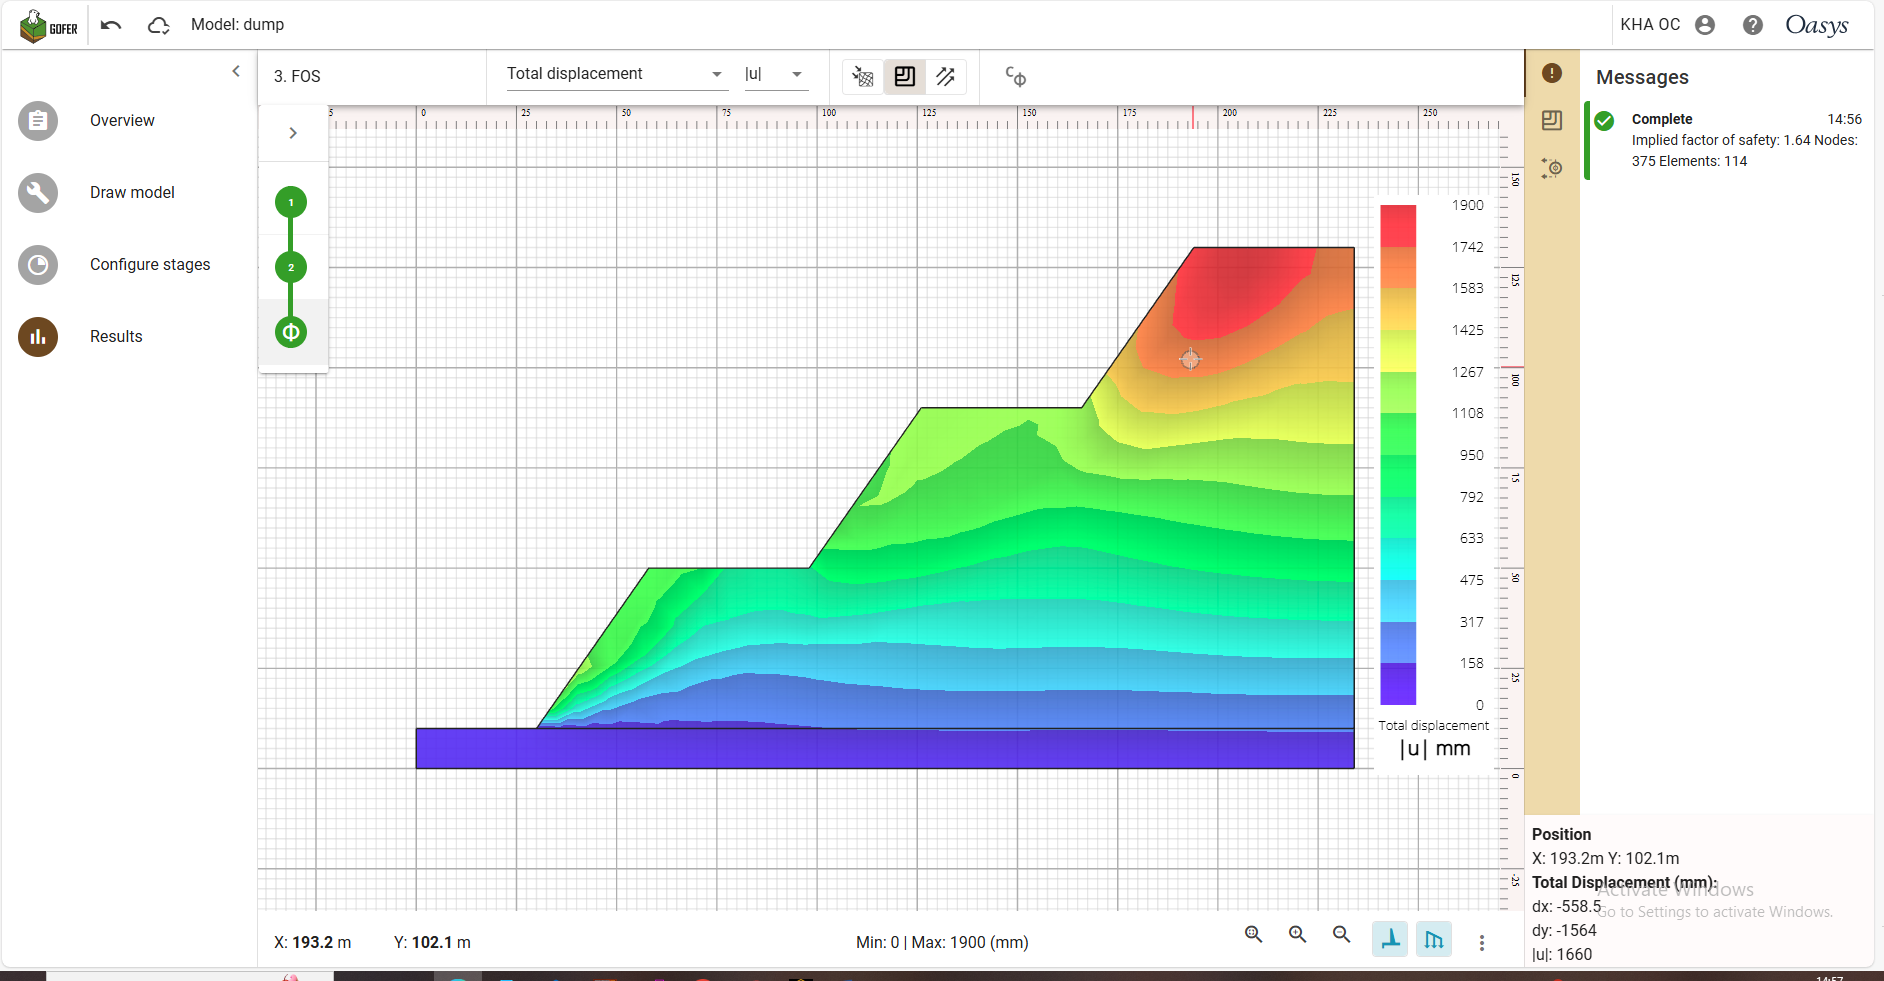 GOFER
Model: dump
KHA OC
Oasys
3. FOS
Total displacement
|u|
Messages
Overview
Draw model
Configure stages
Results
1
2
Φ
Complete 14:56
Implied factor of safety: 1.64 Nodes:
375 Elements: 114
5 0 25 50 75 100 125 150 175 200 225 250
150
125
100
75
50
25
0
-25
1900
1742
1583
1425
1267
1108
950
792
633
475
317
158
0
Total displacement
|u| mm
Position
X: 193.2m Y: 102.1m
Total Displacement (mm):
dx: -558.5
dy: -1564
|u|: 1660
Activate Windows
Go to Settings to activate Windows.
X: 193.2 m Y: 102.1 m
Min: 0 | Max: 1900 (mm)